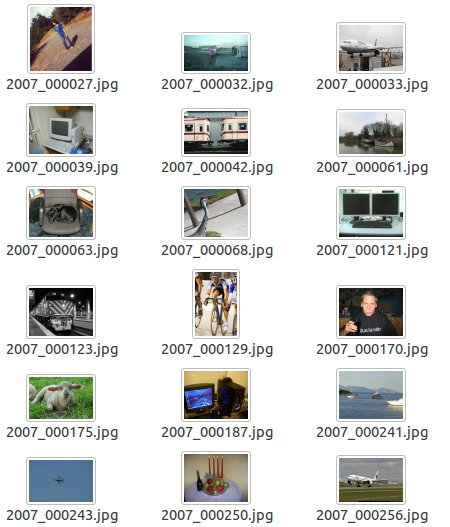 2007_000027.jpg 2007_000032.jpg 2007_000033.jpg
2007_000039.jpg 2007_000042.jpg 2007_000061.jpg
2007_000063.jpg 2007_000068.jpg 2007_000121.jpg
2007_000123.jpg 2007_000129.jpg 2007_000170.jpg
2007_000175.jpg 2007_000187.jpg 2007_000241.jpg
2007_000243.jpg 2007_000250.jpg 2007_000256.jpg